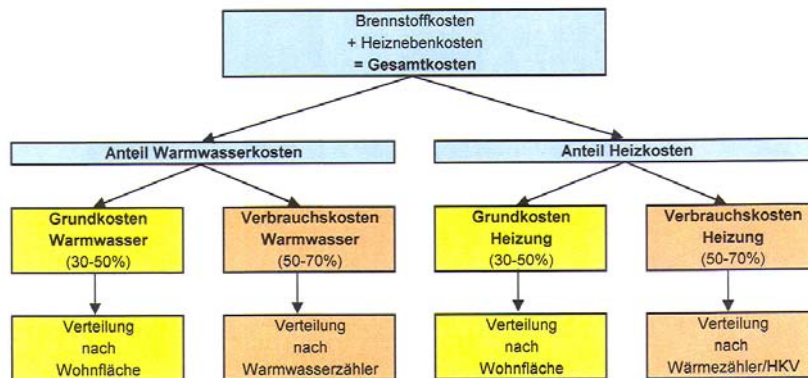 Brennstoffkosten
+ Heiznebenkosten
= Gesamtkosten
Anteil Warmwasserkosten
Anteil Heizkosten
Grundkosten
Warmwasser
(30-50%)
Verbrauchskosten
Warmwasser
(50-70%)
Grundkosten
Heizung
(30-50%)
Verbrauchskosten
Heizung
(50-70%)
Verteilung
nach
Wohnfläche
Verteilung
nach
Warmwasserzähler
Verteilung
nach
Wohnfläche
Verteilung
nach
Wärmezähler/HKV